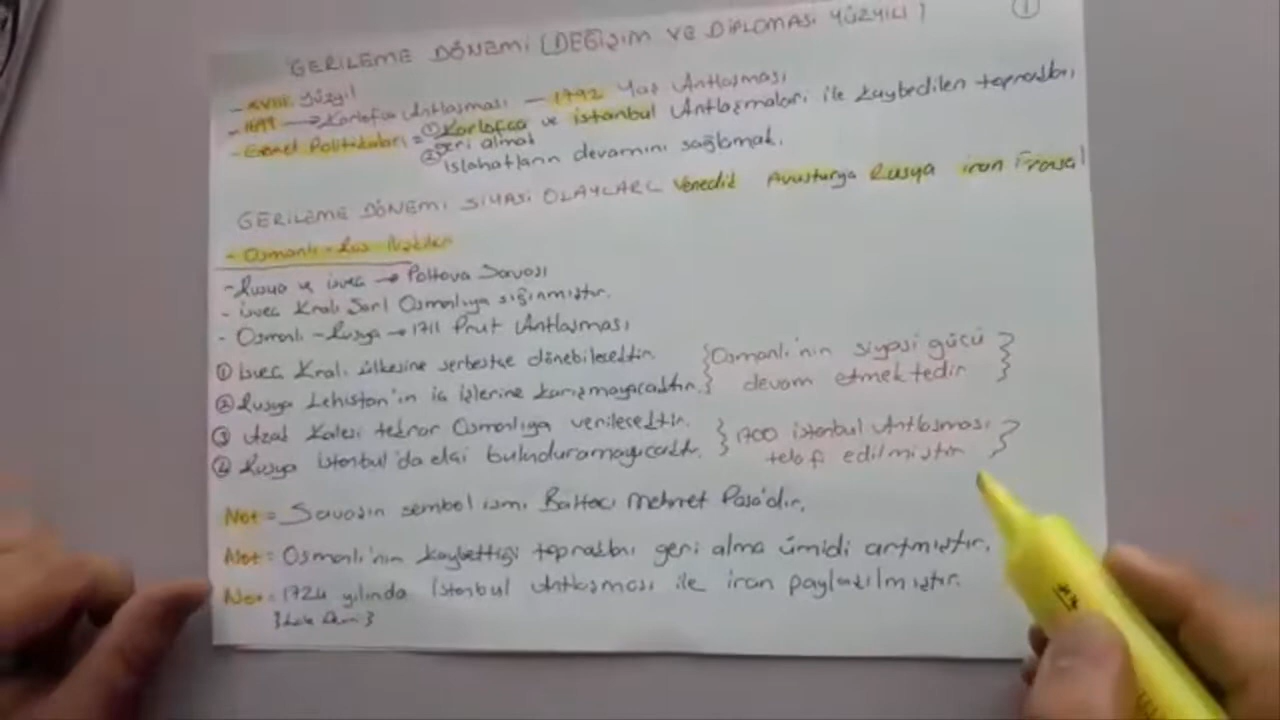 ①
GERİLEME DÖNEMİ (DEĞİŞİM VE DİPLOMASİ YÜZYILI)
- XVIII. Yüzyıl
- 1699 → Karlofca Antlaşması - 1792 Yaş Antlaşması
- Genel Politikaları = ① Karlofca ve İstanbul Antlaşmaları ile kaybedilen toprakları
geri almak
② Islahatların devamını sağlamak.
GERİLEME DÖNEMİ SİYASİ OLAYLARI Venedik Avusturya Rusya İran Fransa
- Osmanlı - Rus İlişkileri
- Rusya ve İsveç → Poltova Savaşı
- İsveç Kralı Şarl Osmanlıya sığınmıştır.
- Osmanlı - Rusya → 1711 Prut Antlaşması
① İsveç Kralı ülkesine serbestçe dönebilecektir.
② Rusya Lehistan'ın iç işlerine karışmayacaktır. } {Osmanlı'nın siyasi gücü
devam etmektedir }
③ Azak Kalesi tekrar Osmanlıya verilecektir.
④ Rusya İstanbul'da elçi bulunduramayacaktı. } 1700 İstanbul Antlaşması
telafi edilmiştir }
Not = Savaşın sembol ismi Baltacı Mehmet Paşa'dır.
Not = Osmanlı'nın kaybettiği toprakları geri alma ümidi artmıştır.
Not = 1724 yılında İstanbul Antlaşması ile İran paylaşılmıştır.